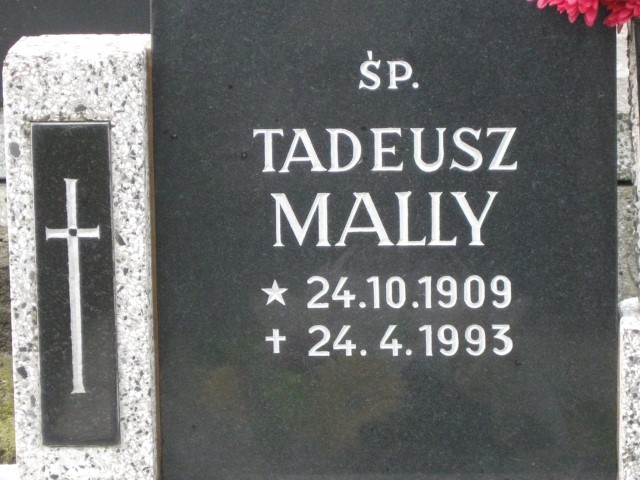 ŚP.
TADEUSZ
MALLY
★ 24.10.1909
✝ 24.4.1993